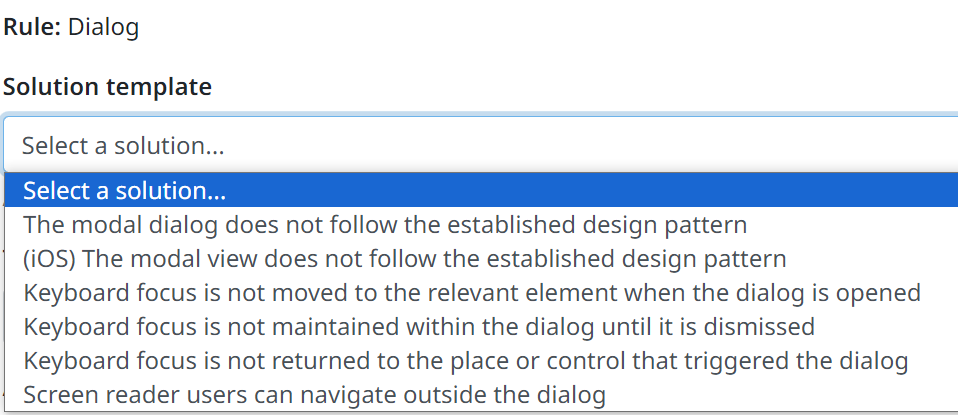 Rule: Dialog
Solution template
Select a solution...
Select a solution...
The modal dialog does not follow the established design pattern
(iOS) The modal view does not follow the established design pattern
Keyboard focus is not moved to the relevant element when the dialog is opened
Keyboard focus is not maintained within the dialog until it is dismissed
Keyboard focus is not returned to the place or control that triggered the dialog
Screen reader users can navigate outside the dialog